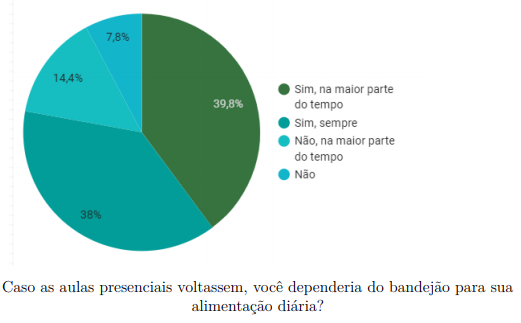 7,8%
14,4%
39,8%
38%
Sim, na maior parte
do tempo
Sim, sempre
Não, na maior parte
do tempo
Não
Caso as aulas presenciais voltassem, você dependeria do bandejão para sua
alimentação diária?